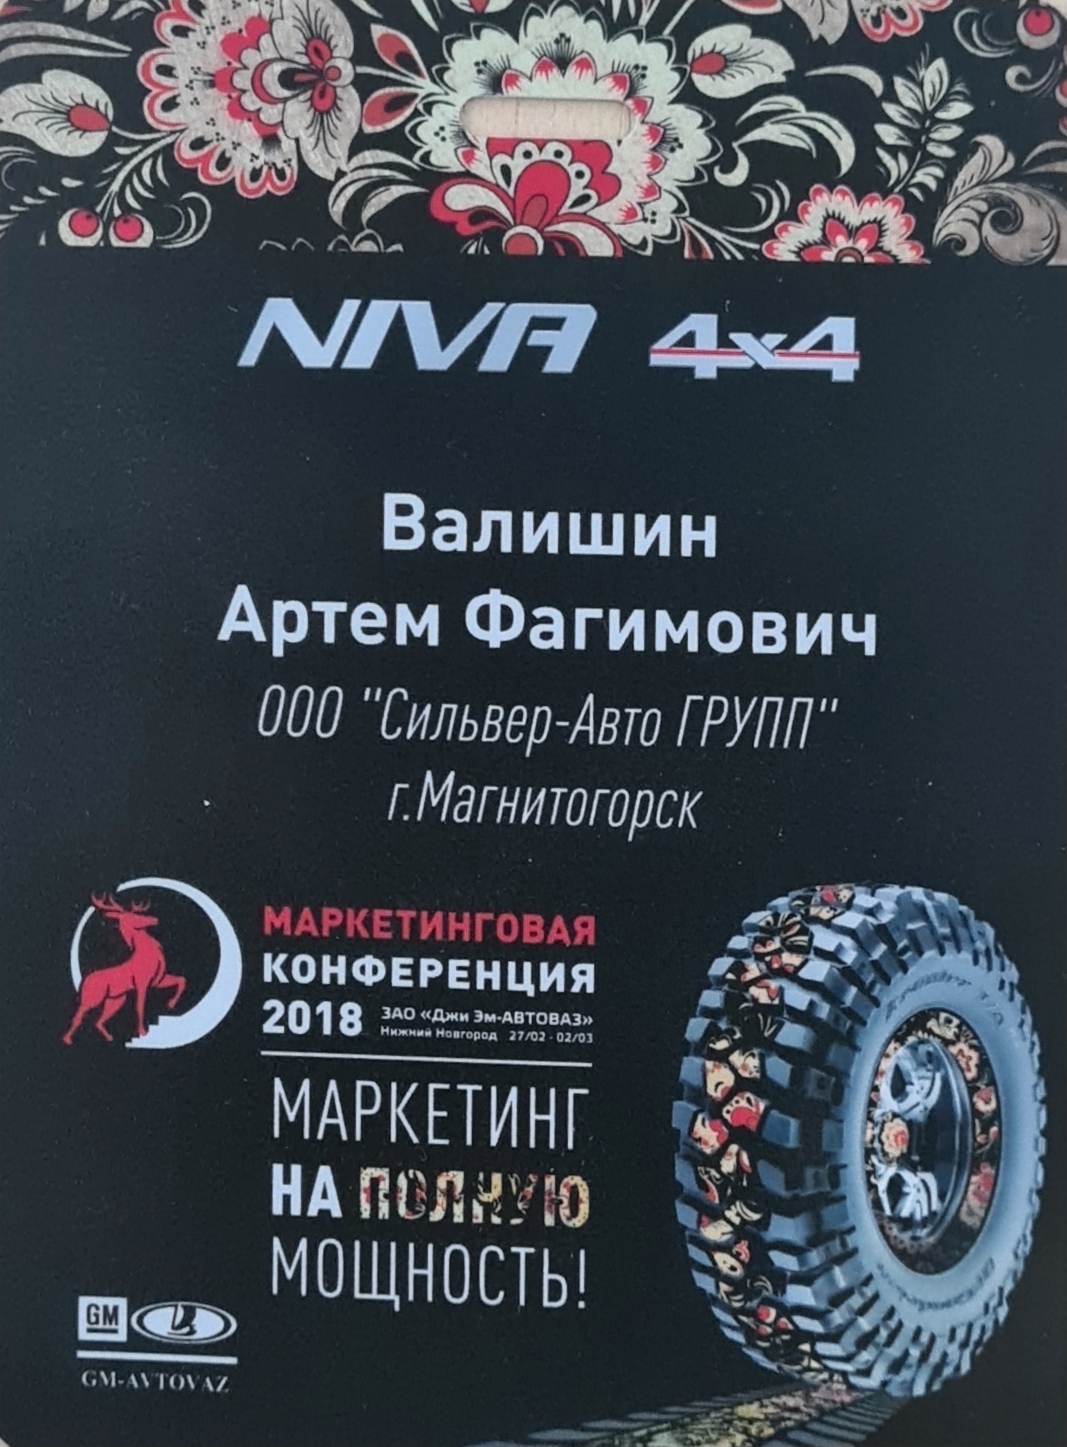 NIVA 4x4
Валишин
Артем Фагимович
ООО "Сильвер-Авто ГРУПП"
г.Магнитогорск
МАРКЕТИНГОВАЯ
КОНФЕРЕНЦИЯ
2018 ЗАО «Джи Эм-АВТОВАЗ»
Нижний Новгород 27/02 - 02/03
МАРКЕТИНГ
НА ПОЛНУЮ
МОЩНОСТЬ!
GM
GM-AVTOVAZ